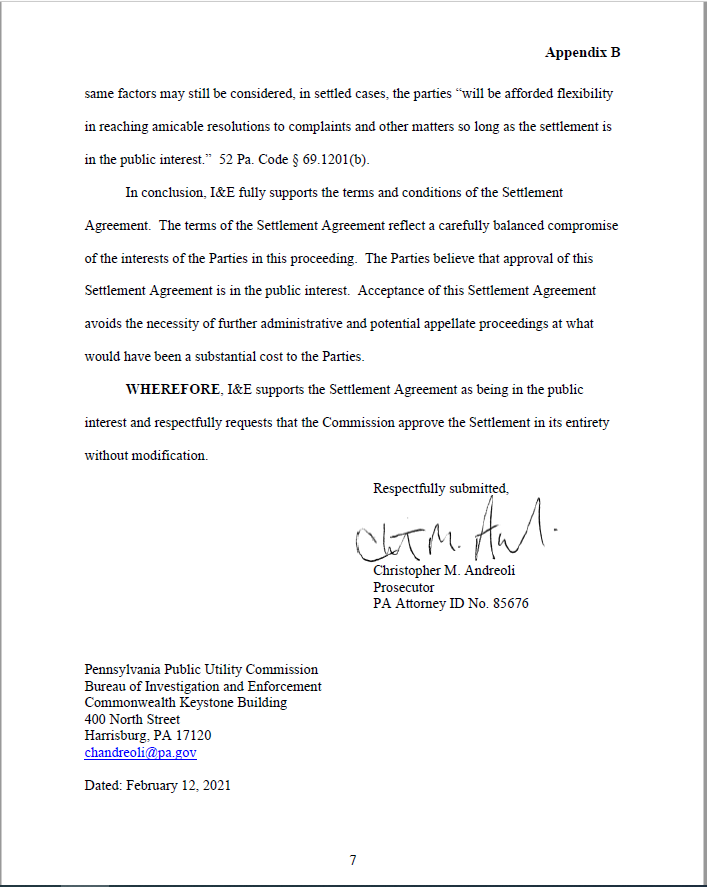 Appendix B
same factors may still be considered, in settled cases, the parties “will be afforded flexibility
in reaching amicable resolutions to complaints and other matters so long as the settlement is
in the public interest.”  52 Pa. Code § 69.1201(b).
In conclusion, I&E fully supports the terms and conditions of the Settlement
Agreement.  The terms of the Settlement Agreement reflect a carefully balanced compromise
of the interests of the Parties in this proceeding.  The Parties believe that approval of this
Settlement Agreement is in the public interest.  Acceptance of this Settlement Agreement
avoids the necessity of further administrative and potential appellate proceedings at what
would have been a substantial cost to the Parties.
WHEREFORE, I&E supports the Settlement Agreement as being in the public
interest and respectfully requests that the Commission approve the Settlement in its entirety
without modification.
Respectfully submitted,
Christopher M. Andreoli
Prosecutor
PA Attorney ID No. 85676
Pennsylvania Public Utility Commission
Bureau of Investigation and Enforcement
Commonwealth Keystone Building
400 North Street
Harrisburg, PA 17120
chandreoli@pa.gov
Dated: February 12, 2021
7